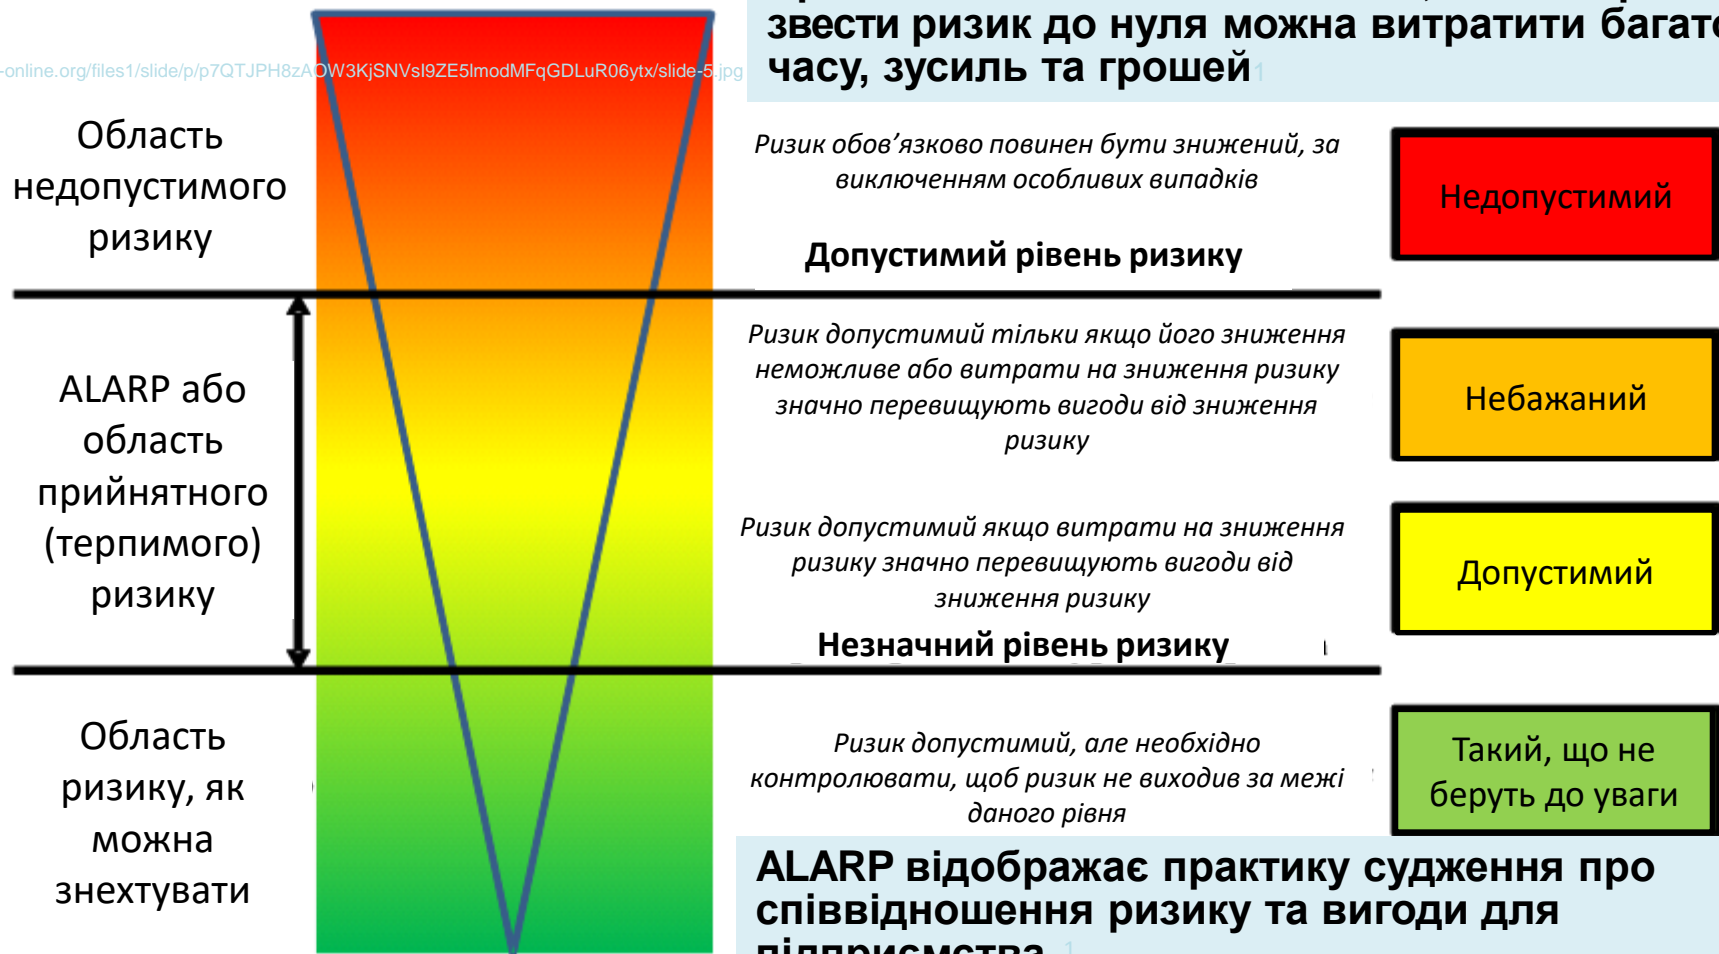 звести ризик до нуля можна витратити багато
часу, зусиль та грошей1
-online.org/files1/slide/p/p7QTJPH8zAOW3KjSNVsI9ZE5lmodMFqGDLuR06ytx/slide-5.jpg
Область
недопустимого
ризику
Ризик обов’язково повинен бути знижений, за
виключенням особливих випадків
Недопустимий
Допустимий рівень ризику
ALARP або
область
прийнятного
(терпимого)
ризику
Ризик допустимий тільки якщо його зниження
неможливе або витрати на зниження ризику
значно перевищують вигоди від зниження
ризику
Небажаний
Ризик допустимий якщо витрати на зниження
ризику значно перевищують вигоди від
зниження ризику
Допустимий
Незначний рівень ризику
Область
ризику, як
можна
знехтувати
Ризик допустимий, але необхідно
контролювати, щоб ризик не виходив за межі
даного рівня
Такий, що не
беруть до уваги
ALARP відображає практику судження про
співвідношення ризику та вигоди для
підприємства 1